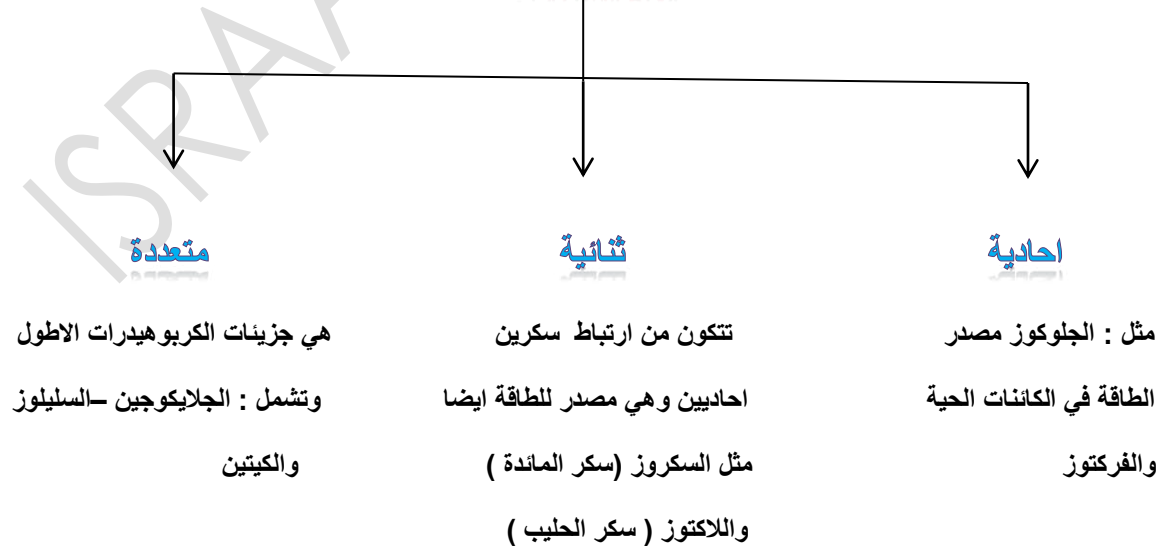 احادية
مثل : الجلوكوز مصدر
الطاقة في الكائنات الحية
والفركتوز
ثنائية
تتكون من ارتباط سكرين
احاديين وهي مصدر للطاقة ايضا
مثل السكروز (سكر المائدة )
واللاكتوز ( سكر الحليب )
متعددة
هي جزيئات الكربوهيدرات الاطول
وتشمل : الجلايكوجين –السليلوز
والكيتين
ISRAA